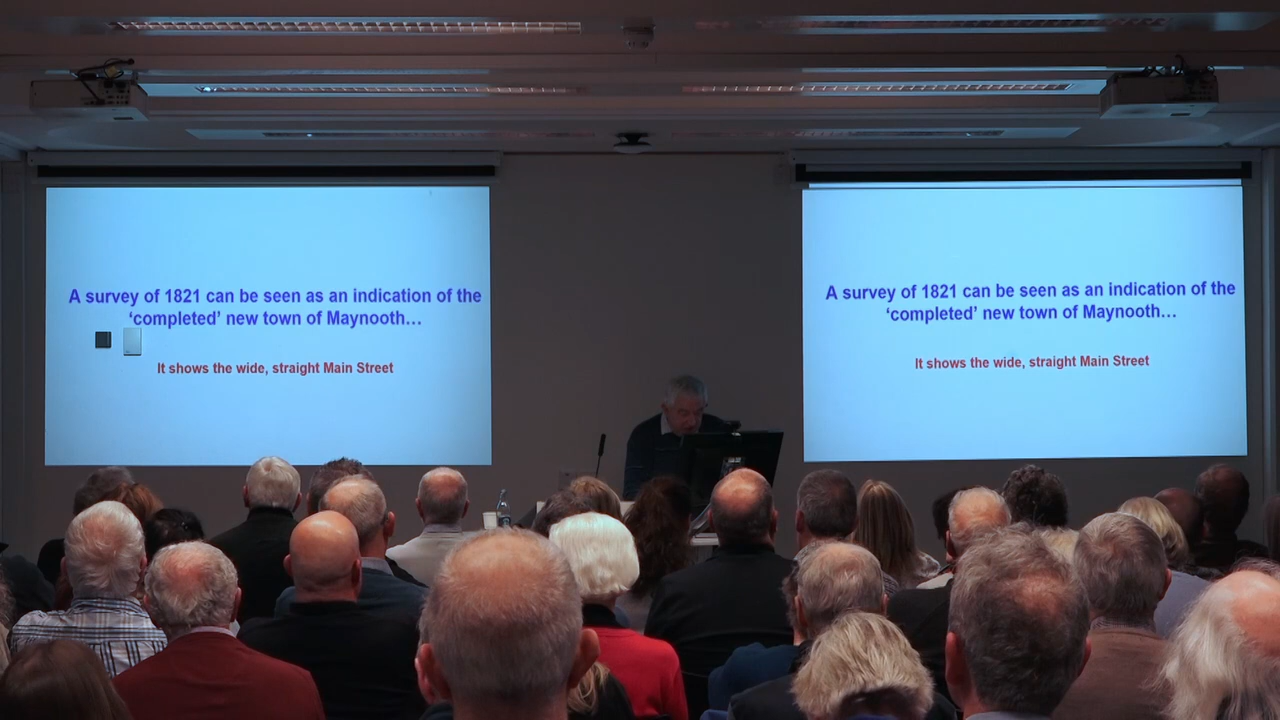 A survey of 1821 can be seen as an indication of the
‘completed’ new town of Maynooth…
It shows the wide, straight Main Street
A survey of 1821 can be seen as an indication of the
‘completed’ new town of Maynooth…
It shows the wide, straight Main Street